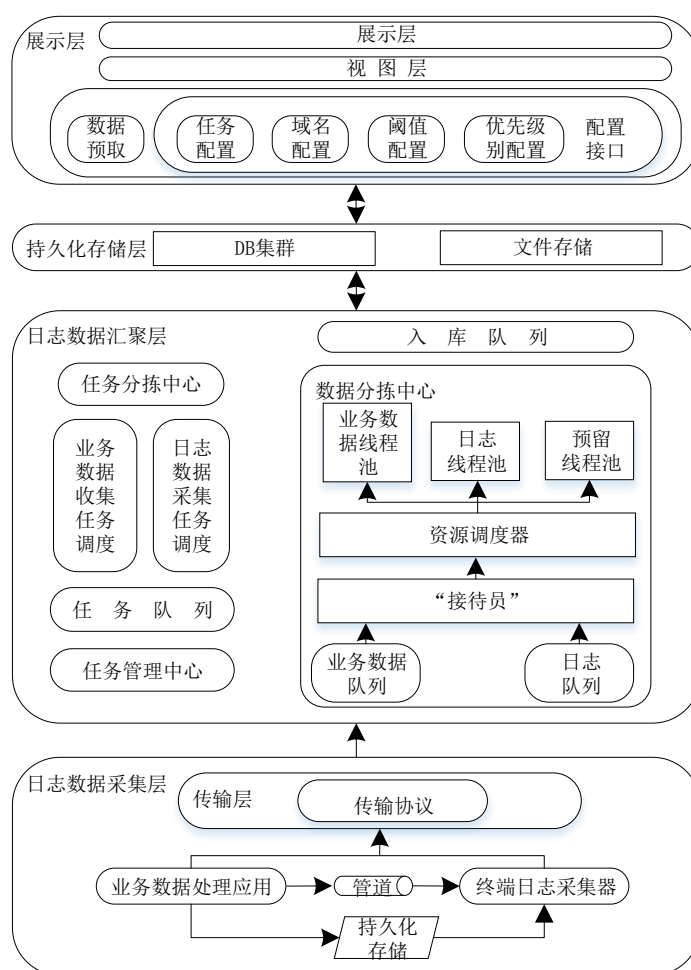 展示层
展示层
视 图 层
数据
预取
任务
配置
域名
配置
阈值
配置
优先级
别配置
配置
接口
持久化存储层
DB集群
文件存储
日志数据汇聚层
入 库 队 列
任务分拣中心
业务
数据
收集
任务
调度
日志
数据
采集
任务
调度
任 务 队 列
任务管理中心
数据分拣中心
业务数
据线程
池
日志
线程池
预留
线程池
资源调度器
“接待员”
业务数据
队列
日志
队列
日志数据采集层
传输层
传输协议
业务数据处理应用
管道
终端日志采集器
持久化
存储